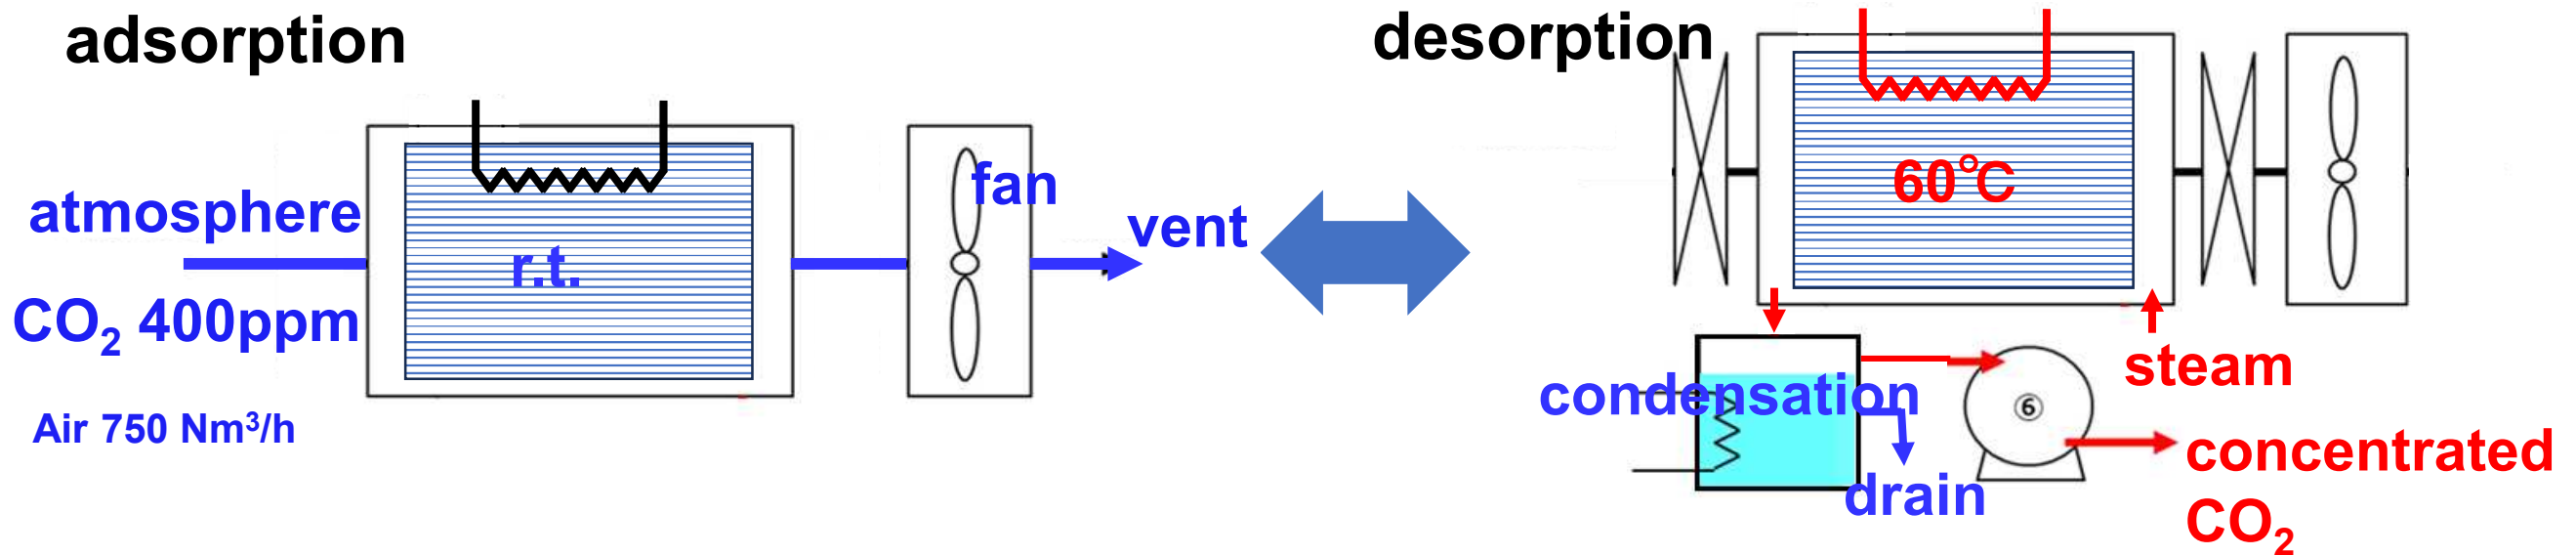 adsorption
atmosphere
CO₂ 400ppm
Air 750 Nm³/h
r.t.
fan
vent
desorption
60℃
steam
condensation
drain
⑥
concentrated
CO₂